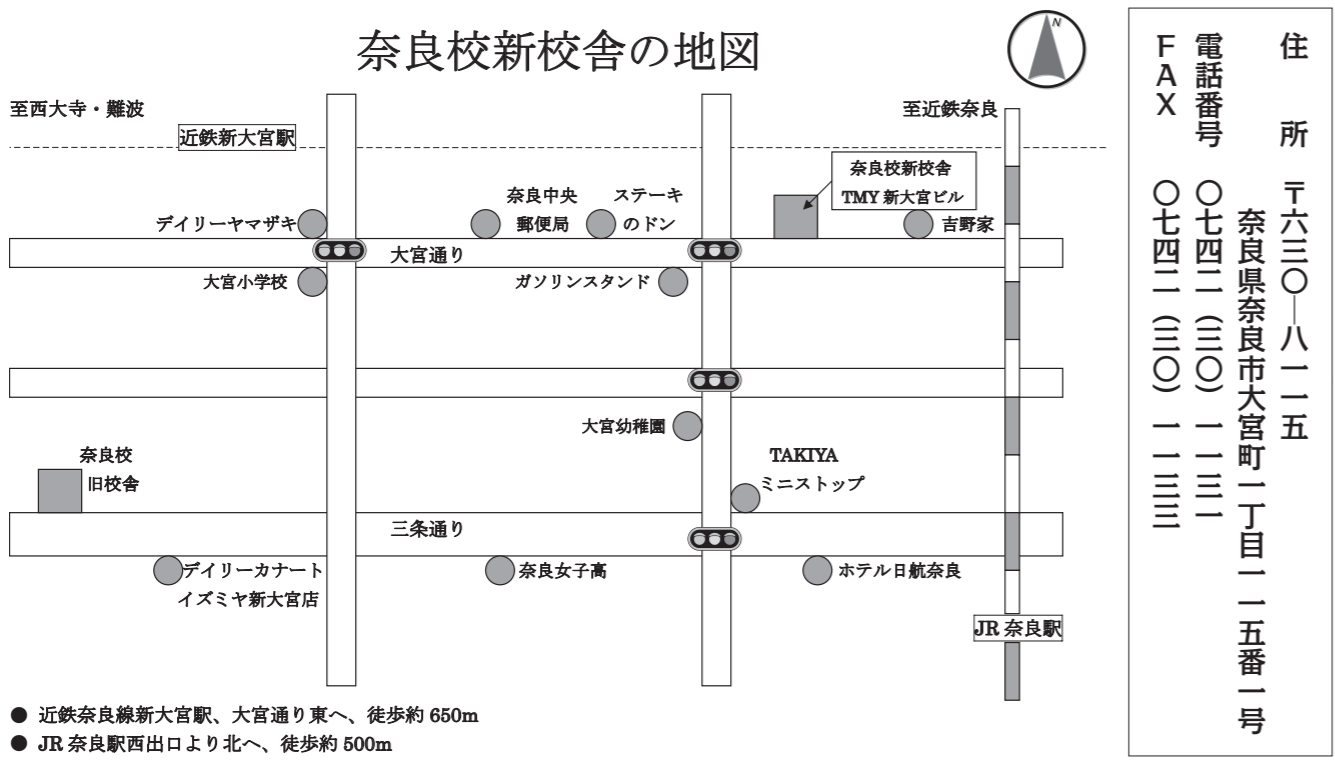 奈良校新校舎の地図
N
至西大寺・難波
至近鉄奈良
近鉄新大宮駅
奈良校新校舎
TMY 新大宮ビル
デイリーヤマザキ
奈良中央
郵便局
ステーキ
のドン
吉野家
大宮通り
大宮小学校
ガソリンスタンド
大宮幼稚園
奈良校
旧校舎
TAKIYA
ミニストップ
三条通り
デイリーカナート
イズミヤ新大宮店
奈良女子高
ホテル日航奈良
JR 奈良駅
● 近鉄奈良線新大宮駅、大宮通り東へ、徒歩約 650m
● JR 奈良駅西出口より北へ、徒歩約 500m
住　所　〒六三〇―八一一五
奈良県奈良市大宮町一丁目一一五番一号
電話番号　〇七四二（三〇）一一三一
ＦＡＸ　〇七四二（三〇）一一三三